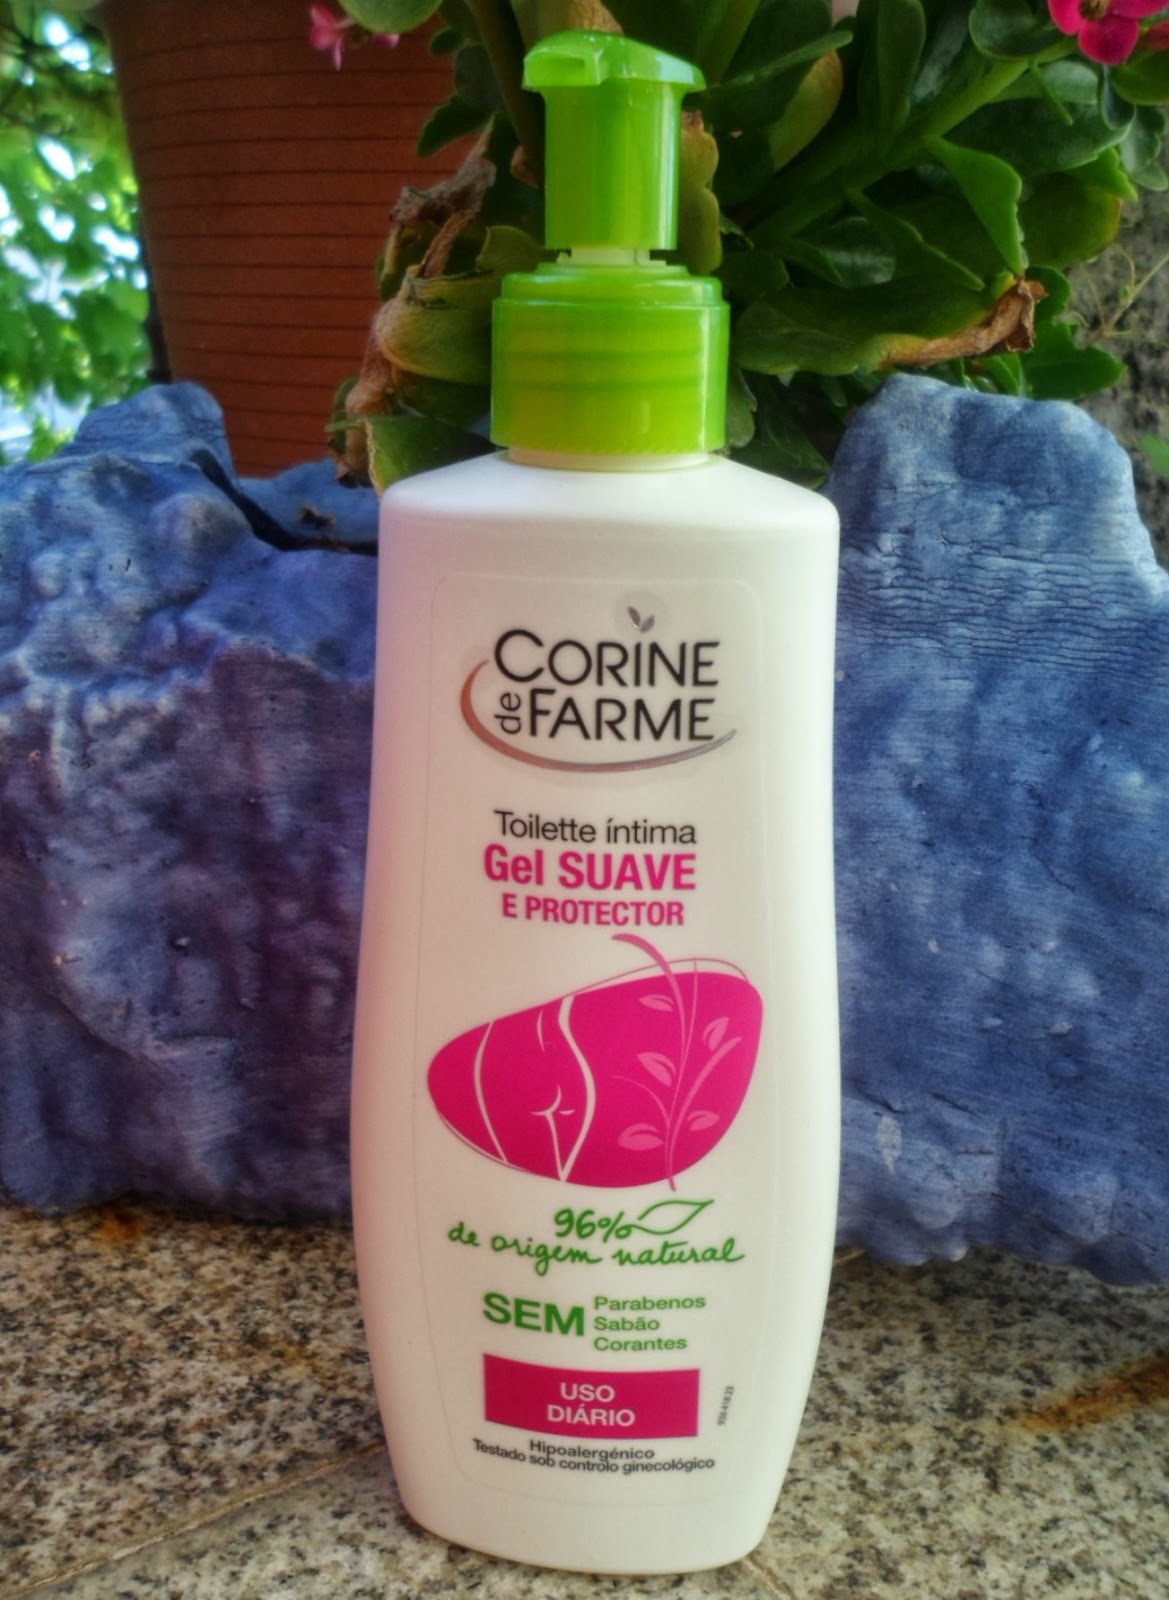 CORINE
de FARME
Toilette íntima
Gel SUAVE
E PROTECTOR
96%
de origem natural
SEM Parabenos
Sabão
Corantes
USO
DIÁRIO
Hipoalergénico
Testado sob controlo ginecológico